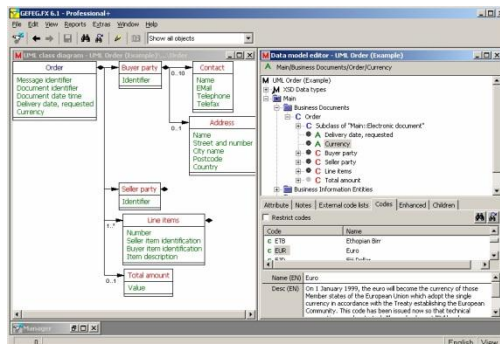 GEFEG.FX 6.1 - Professional+
File Edit View Reports Extras Window Help
Show all objects
UML class diagram - UML Order (Example)
Order
Message identifier
Document identifier
Document date time
Delivery date, requested
Currency
Buyer party
Identifier
Contact
Name
EMail
Telephone
Telefax
0..10
Address
Name
Street and number
City name
Postcode
Country
0..1
Seller party
Identifier
Line items
Number
Seller item identification
Buyer item identification
Item description
1..*
Total amount
Value
0..1
Data model editor - UML Order (Example)
Main/Business Documents/Order/Currency
UML Order (Example)
XSD Data types
Main
Business Documents
Order
Subclass of "Main::Electronic document"
Delivery date, requested
Currency
Buyer party
Seller party
Line items
Total amount
Business Information Entities
Attribute Notes External code lists Codes Enhanced Children
Restrict codes
Code Name
ETB Ethopian Birr
EUR Euro
FJD Fiji Dollar
Name (EN) Euro
Desc (EN) On 1 January 1999, the euro will become the currency of those
Member states of the European Union which adopt the single
currency in accordance with the Treaty establishing the European
Community. This code has been issued now so that technical
Manager
English View